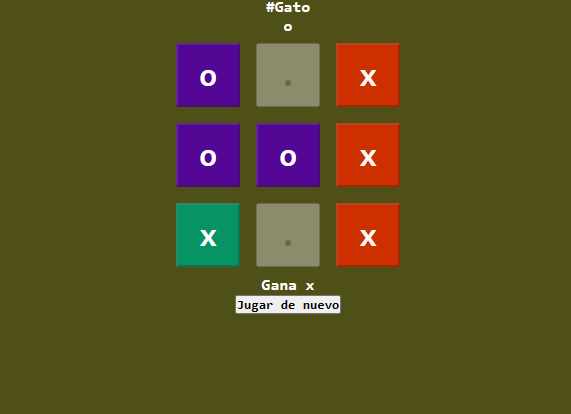 #Gato
o
o . x
o o x
x . x
Gana x
Jugar de nuevo